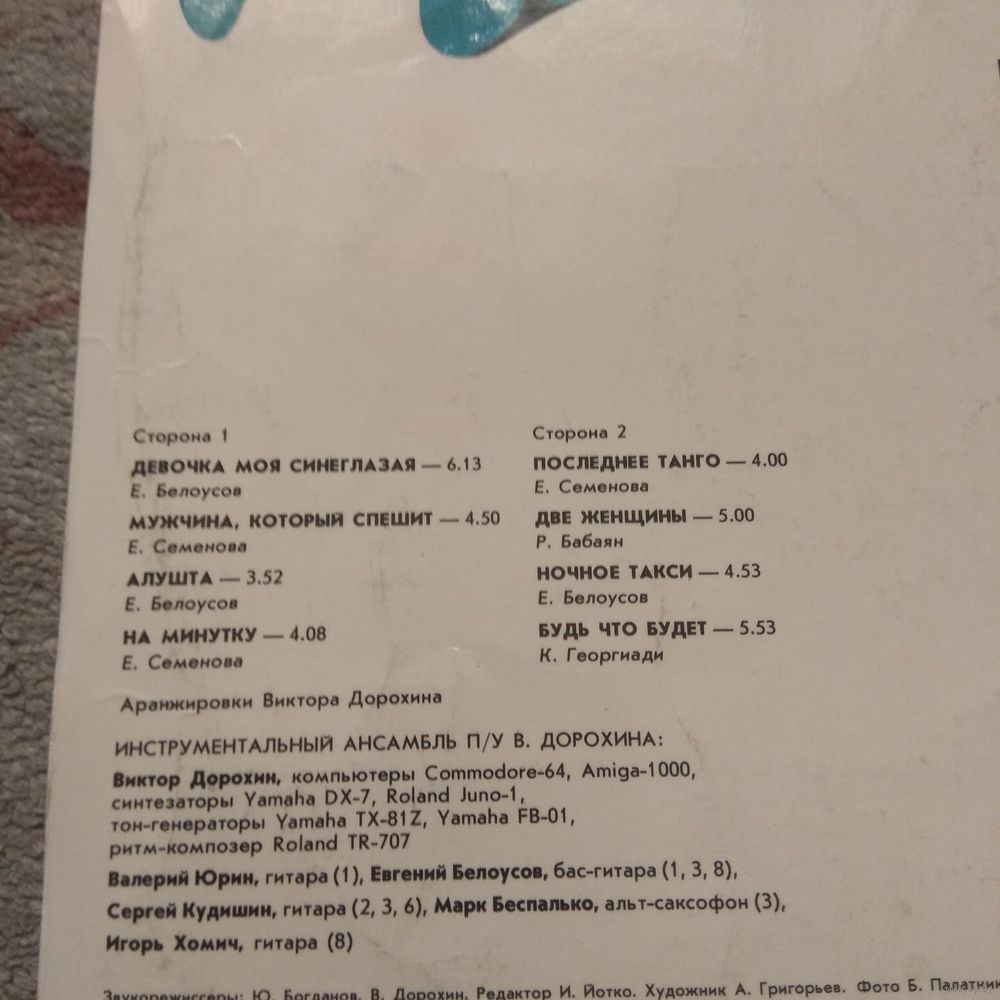 Сторона 1
ДЕВОЧКА МОЯ СИНЕГЛАЗАЯ — 6.13
Е. Белоусов
МУЖЧИНА, КОТОРЫЙ СПЕШИТ — 4.50
Е. Семенова
АЛУШТА — 3.52
Е. Белоусов
НА МИНУТКУ — 4.08
Е. Семенова
Сторона 2
ПОСЛЕДНЕЕ ТАНГО — 4.00
Е. Семенова
ДВЕ ЖЕНЩИНЫ — 5.00
Р. Бабаян
НОЧНОЕ ТАКСИ — 4.53
Е. Белоусов
БУДЬ ЧТО БУДЕТ — 5.53
К. Георгиади
Аранжировки Виктора Дорохина
ИНСТРУМЕНТАЛЬНЫЙ АНСАМБЛЬ П/У В. ДОРОХИНА:
Виктор Дорохин, компьютеры Commodore-64, Amiga-1000,
синтезаторы Yamaha DX-7, Roland Juno-1,
тон-генераторы Yamaha TX-81Z, Yamaha FB-01,
ритм-композер Roland TR-707
Валерий Юрин, гитара (1), Евгений Белоусов, бас-гитара (1, 3, 8),
Сергей Кудишин, гитара (2, 3, 6), Марк Беспалько, альт-саксофон (3),
Игорь Хомич, гитара (8)
Звукорежиссеры: Ю. Богданов, В. Дорохин. Редактор И. Йотко. Художник А. Григорьев. Фото Б.